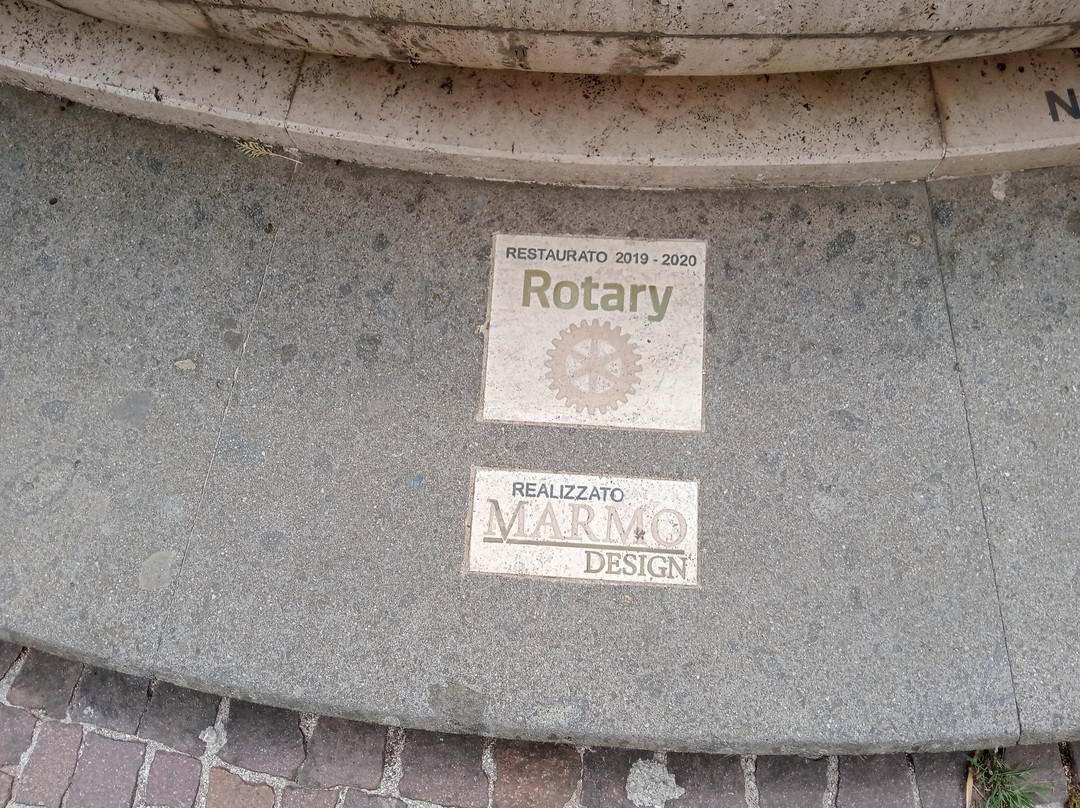 RESTAURATO 2019 - 2020
Rotary
REALIZZATO
MARMO
DESIGN